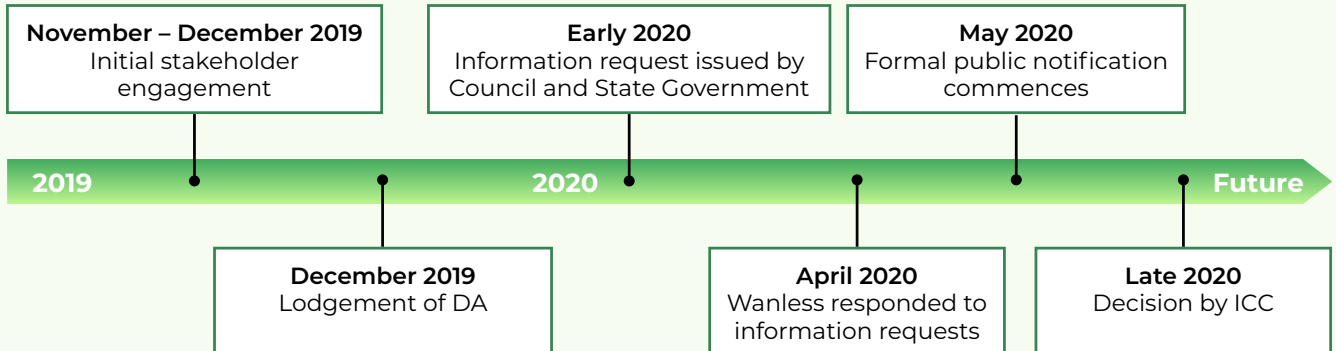 November – December 2019
Initial stakeholder
engagement
Early 2020
Information request issued by
Council and State Government
May 2020
Formal public notification
commences
2019
2020
Future
December 2019
Lodgement of DA
April 2020
Wanless responded to
information requests
Late 2020
Decision by ICC